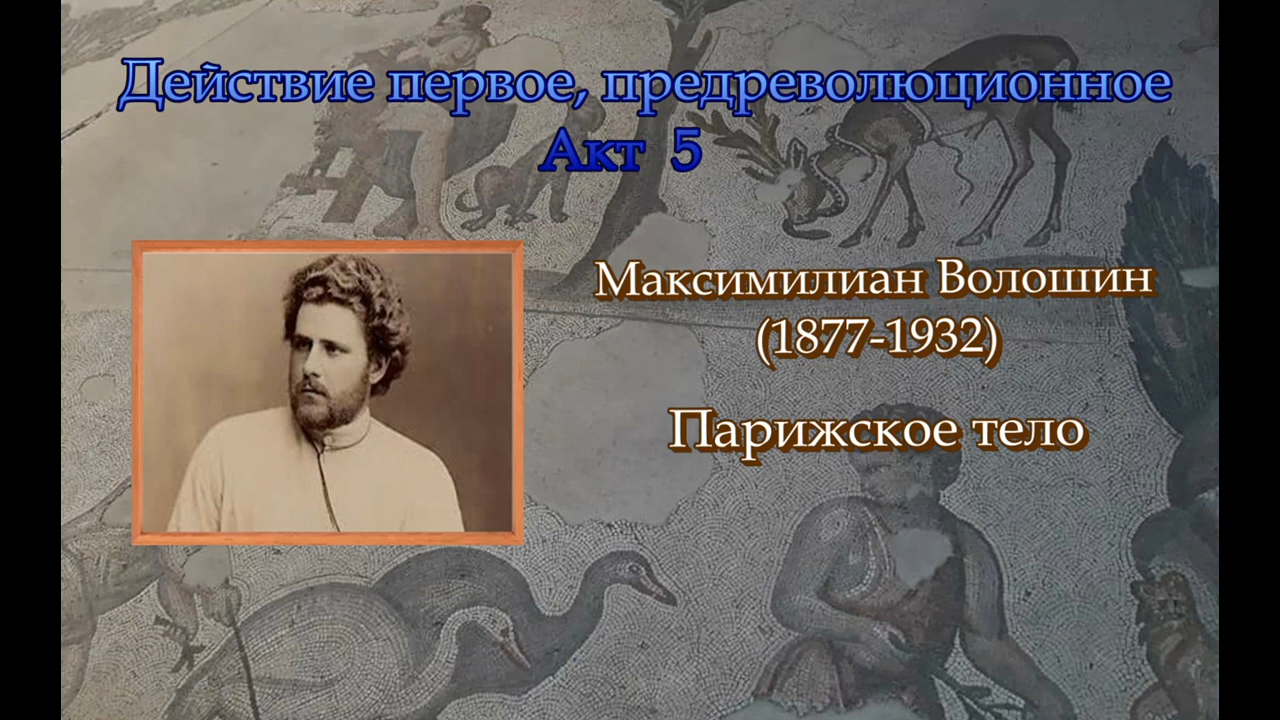 Действие первое, предреволюционное
Акт 5
Максимилиан Волошин
(1877-1932)
Парижское тело